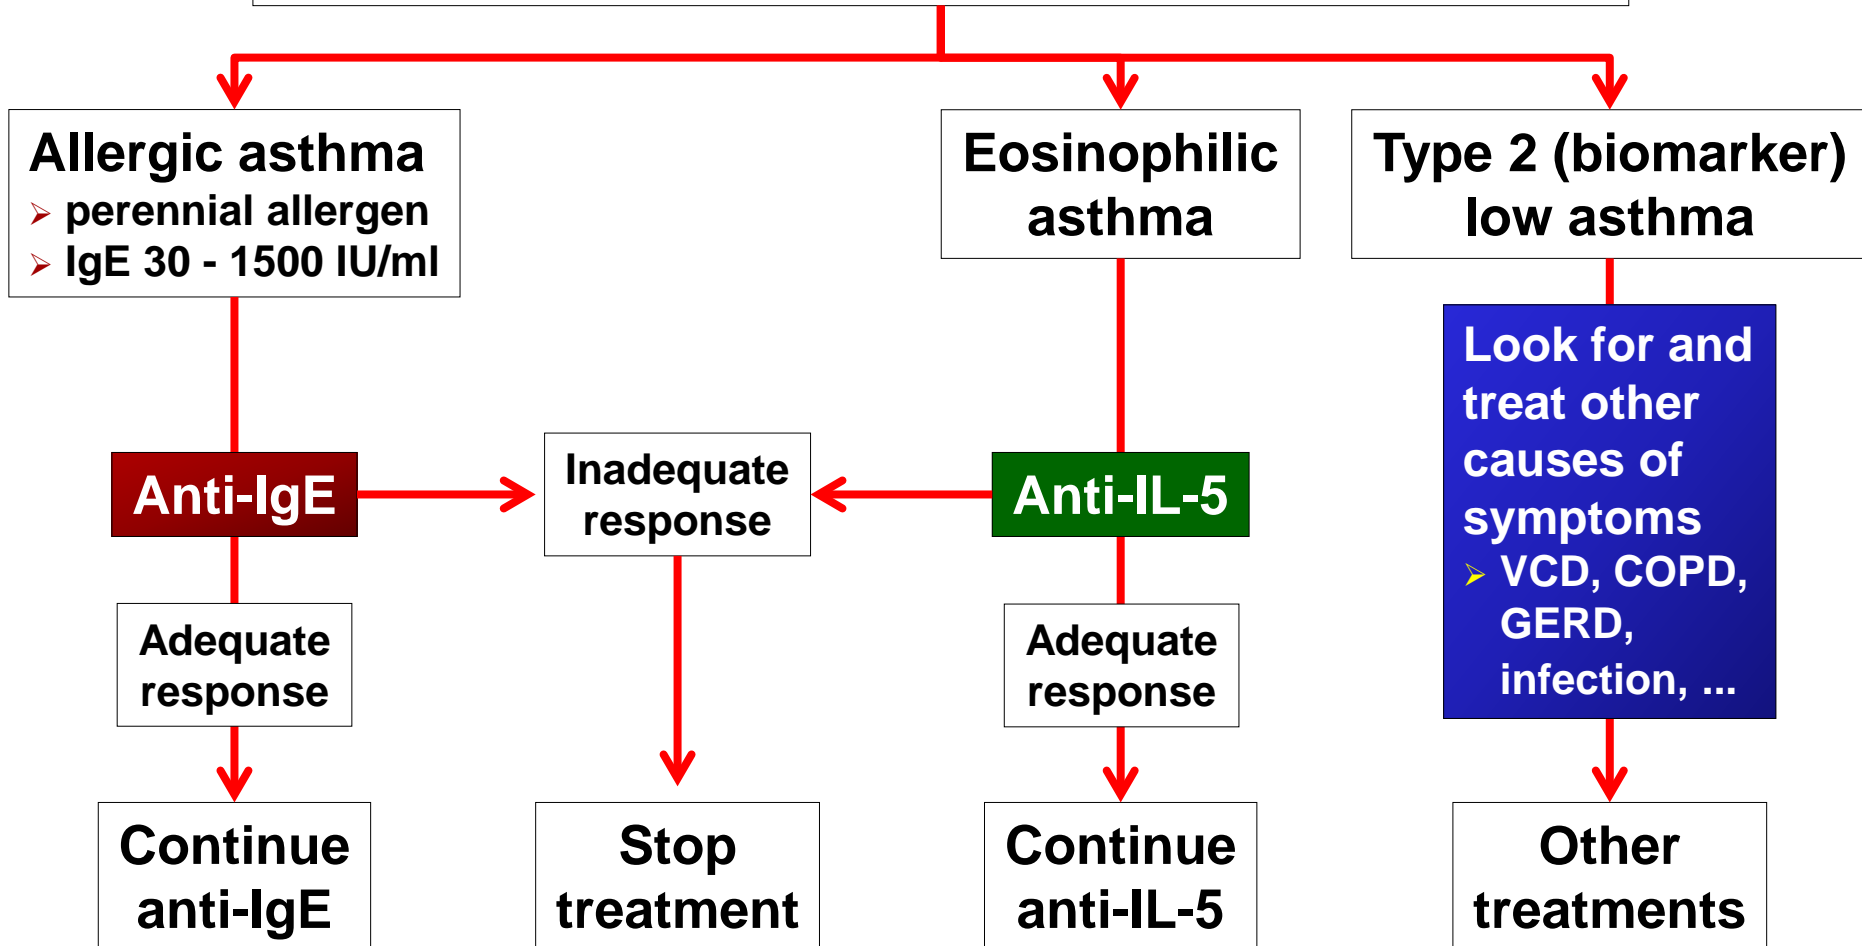 Allergic asthma
➢ perennial allergen
➢ IgE 30 - 1500 IU/ml
Eosinophilic
asthma
Type 2 (biomarker)
low asthma
Look for and
treat other
causes of
symptoms
➢ VCD, COPD,
GERD,
infection, ...
Anti-IgE
Inadequate
response
Anti-IL-5
Adequate
response
Adequate
response
Continue
anti-IgE
Stop
treatment
Continue
anti-IL-5
Other
treatments